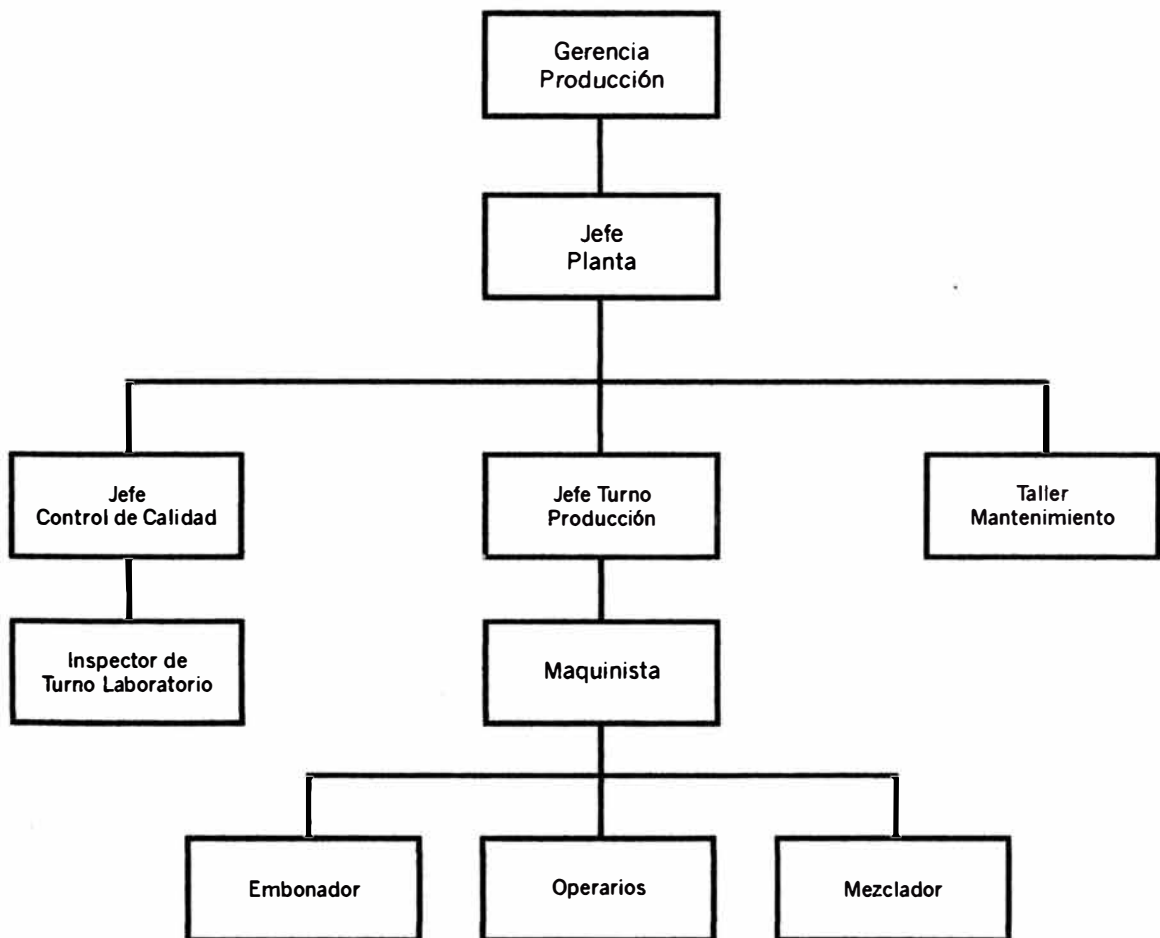 Gerencia
Producción
Jefe
Planta
Jefe
Control de Calidad
Jefe Turno
Producción
Taller
Mantenimiento
Inspector de
Turno Laboratorio
Maquinista
Embonador
Operarios
Mezclador